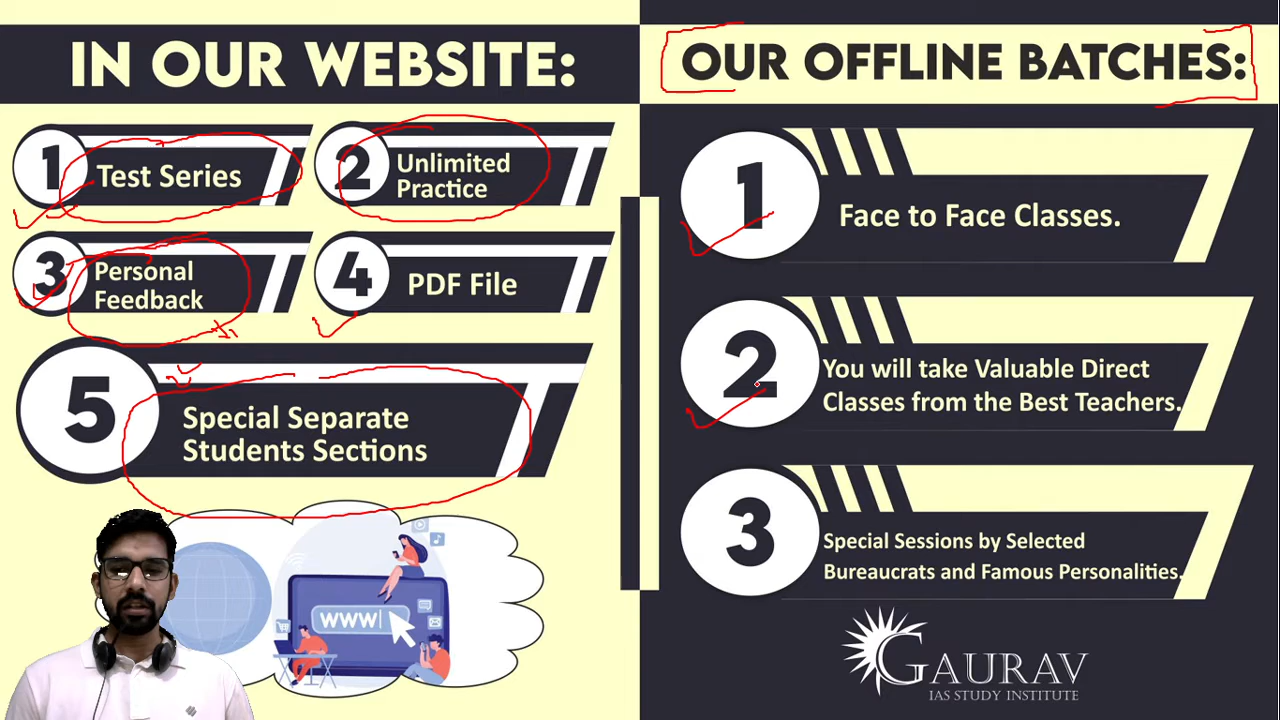 IN OUR WEBSITE:
1
Test Series
2
Unlimited
Practice
3
Personal
Feedback
4
PDF File
5
Special Separate
Students Sections
WWW
OUR OFFLINE BATCHES:
1
Face to Face Classes.
2
You will take Valuable Direct
Classes from the Best Teachers.
3
Special Sessions by Selected
Bureaucrats and Famous Personalities.
GAURAV
IAS STUDY INSTITUTE